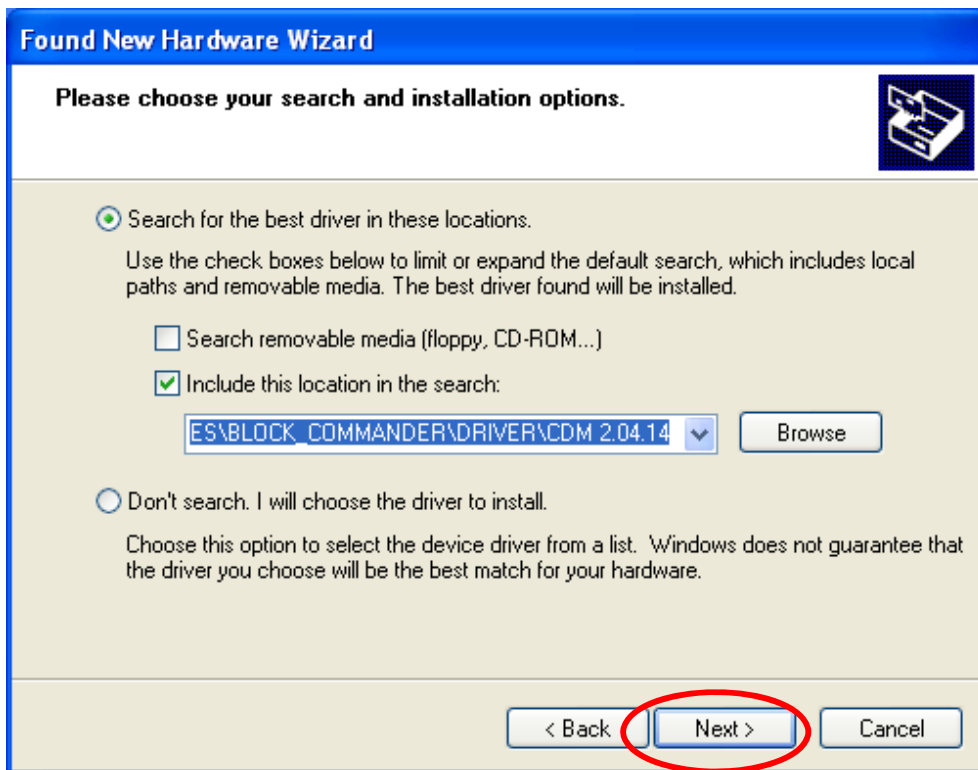 Found New Hardware Wizard
Please choose your search and installation options.
Search for the best driver in these locations.
Use the check boxes below to limit or expand the default search, which includes local
paths and removable media. The best driver found will be installed.
Search removable media (floppy, CD-ROM...)
Include this location in the search:
ES\BLOCK_COMMANDER\DRIVER\CDM 2.04.14
Browse
Don't search. I will choose the driver to install.
Choose this option to select the device driver from a list.  Windows does not guarantee that
the driver you choose will be the best match for your hardware.
< Back
Next >
Cancel